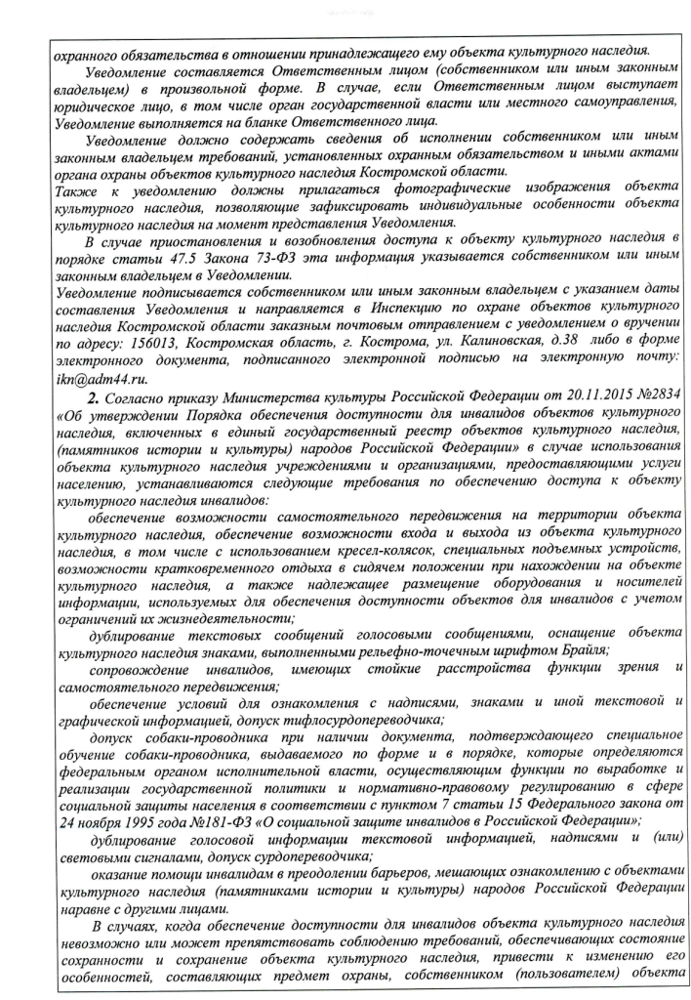 охранного обязательства в отношении принадлежащего ему объекта культурного наследия.
Уведомление составляется Ответственным лицом (собственником или иным законным
владельцем) в произвольной форме. В случае, если Ответственным лицом выступает
юридическое лицо, в том числе орган государственной власти или местного самоуправления,
Уведомление выполняется на бланке Ответственного лица.
Уведомление должно содержать сведения об исполнении собственником или иным
законным владельцем требований, установленных охранным обязательством и иными актами
органа охраны объектов культурного наследия Костромской области.
Также к уведомлению должны прилагаться фотографические изображения объекта
культурного наследия, позволяющие зафиксировать индивидуальные особенности объекта
культурного наследия на момент представления Уведомления.
В случае приостановления и возобновления доступа к объекту культурного наследия в
порядке статьи 47.5 Закона 73-ФЗ эта информация указывается собственником или иным
законным владельцем в Уведомлении.
Уведомление подписывается собственником или иным законным владельцем с указанием даты
составления Уведомления и направляется в Инспекцию по охране объектов культурного
наследия Костромской области заказным почтовым отправлением с уведомлением о вручении
по адресу: 156013, Костромская область, г. Кострома, ул. Калиновская, д.38 либо в форме
электронного документа, подписанного электронной подписью на электронную почту:
ikn@adm44.ru.
2. Согласно приказу Министерства культуры Российской Федерации от 20.11.2015 №2834
«Об утверждении Порядка обеспечения доступности для инвалидов объектов культурного
наследия, включенных в единый государственный реестр объектов культурного наследия,
(памятников истории и культуры) народов Российской Федерации» в случае использования
объекта культурного наследия учреждениями и организациями, предоставляющими услуги
населению, устанавливаются следующие требования по обеспечению доступа к объекту
культурного наследия инвалидов:
обеспечение возможности самостоятельного передвижения на территории объекта
культурного наследия, обеспечение возможности входа и выхода из объекта культурного
наследия, в том числе с использованием кресел-колясок, специальных подъемных устройств,
возможности кратковременного отдыха в сидячем положении при нахождении на объекте
культурного наследия, а также надлежащее размещение оборудования и носителей
информации, используемых для обеспечения доступности объектов для инвалидов с учетом
ограничений их жизнедеятельности;
дублирование текстовых сообщений голосовыми сообщениями, оснащение объекта
культурного наследия знаками, выполненными рельефно-точечным шрифтом Брайля;
сопровождение инвалидов, имеющих стойкие расстройства функции зрения и
самостоятельного передвижения;
обеспечение условий для ознакомления с надписями, знаками и иной текстовой и
графической информацией, допуск тифлосурдопереводчика;
допуск собаки-проводника при наличии документа, подтверждающего специальное
обучение собаки-проводника, выдаваемого по форме и в порядке, которые определяются
федеральным органом исполнительной власти, осуществляющим функции по выработке и
реализации государственной политики и нормативно-правовому регулированию в сфере
социальной защиты населения в соответствии с пунктом 7 статьи 15 Федерального закона от
24 ноября 1995 года №181-ФЗ «О социальной защите инвалидов в Российской Федерации»;
дублирование голосовой информации текстовой информацией, надписями и (или)
световыми сигналами, допуск сурдопереводчика;
оказание помощи инвалидам в преодолении барьеров, мешающих ознакомлению с объектами
культурного наследия (памятниками истории и культуры) народов Российской Федерации
наравне с другими лицами.
В случаях, когда обеспечение доступности для инвалидов объекта культурного наследия
невозможно или может препятствовать соблюдению требований, обеспечивающих состояние
сохранности и сохранение объекта культурного наследия, привести к изменению его
особенностей, составляющих предмет охраны, собственником (пользователем) объекта